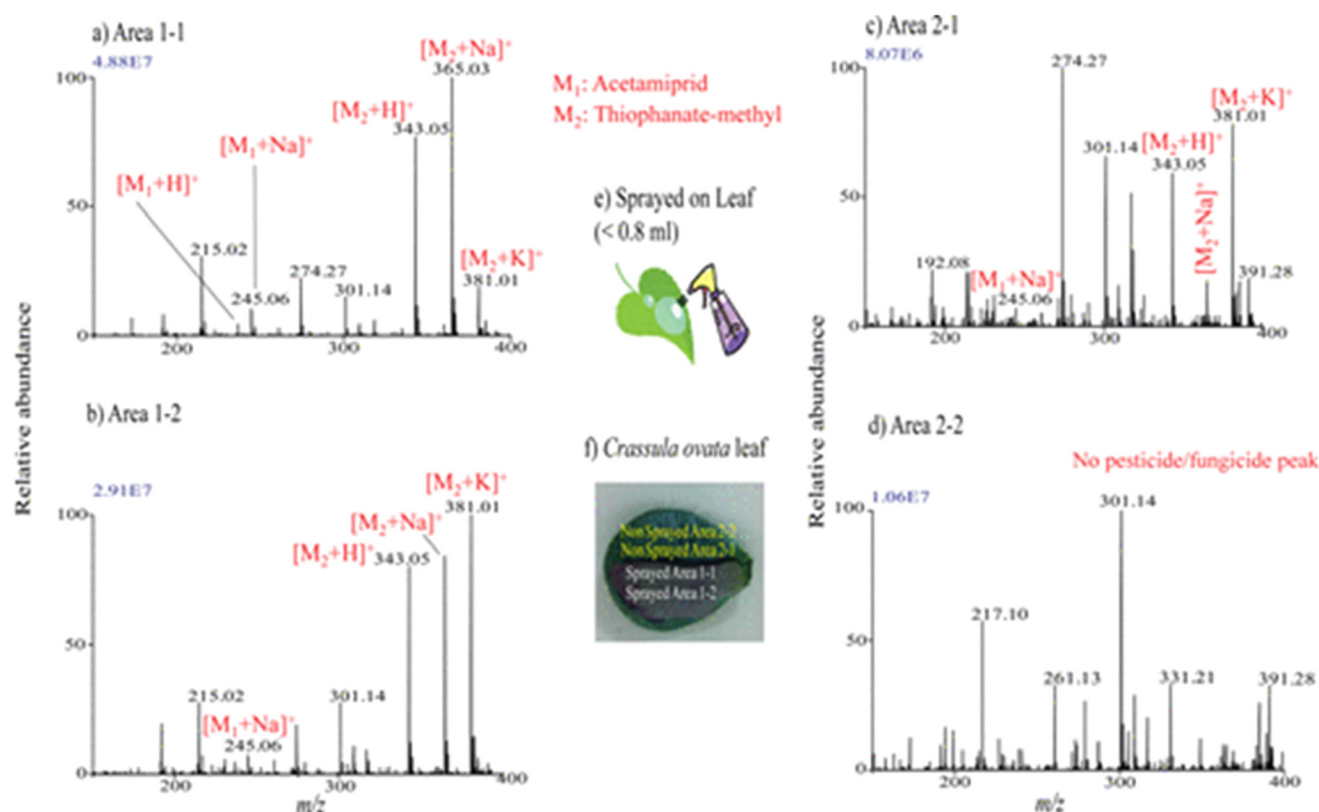 a) Area 1-1
4.88E7
100
50
0
200
300
400
[M₁+H]⁺
[M₁+Na]⁺
[M₂+H]⁺
[M₂+Na]⁺
365.03
343.05
[M₂+K]⁺
381.01
215.02
245.06
274.27
301.14
M₁: Acetamiprid
M₂: Thiophanate-methyl
e) Sprayed on Leaf
(< 0.8 ml)
c) Area 2-1
8.07E6
100
50
0
200
300
400
274.27
[M₂+K]⁺
381.01
[M₂+H]⁺
343.05
301.14
[M₂+Na]⁺
192.08
[M₁+Na]⁺
245.06
391.28
Relative abundance
b) Area 1-2
2.91E7
100
50
0
200
300
400
m/z
[M₂+K]⁺
381.01
[M₂+Na]⁺
[M₂+H]⁺ 343.05
215.02
301.14
[M₁+Na]⁺
245.06
f) Crassula ovata leaf
Non Sprayed Area 2-2
Non Sprayed Area 2-1
Sprayed Area 1-1
Sprayed Area 1-2
Relative abundance
d) Area 2-2
No pesticide/fungicide peak
1.06E7
100
50
0
200
300
400
m/z
301.14
217.10
261.13
331.21
391.28